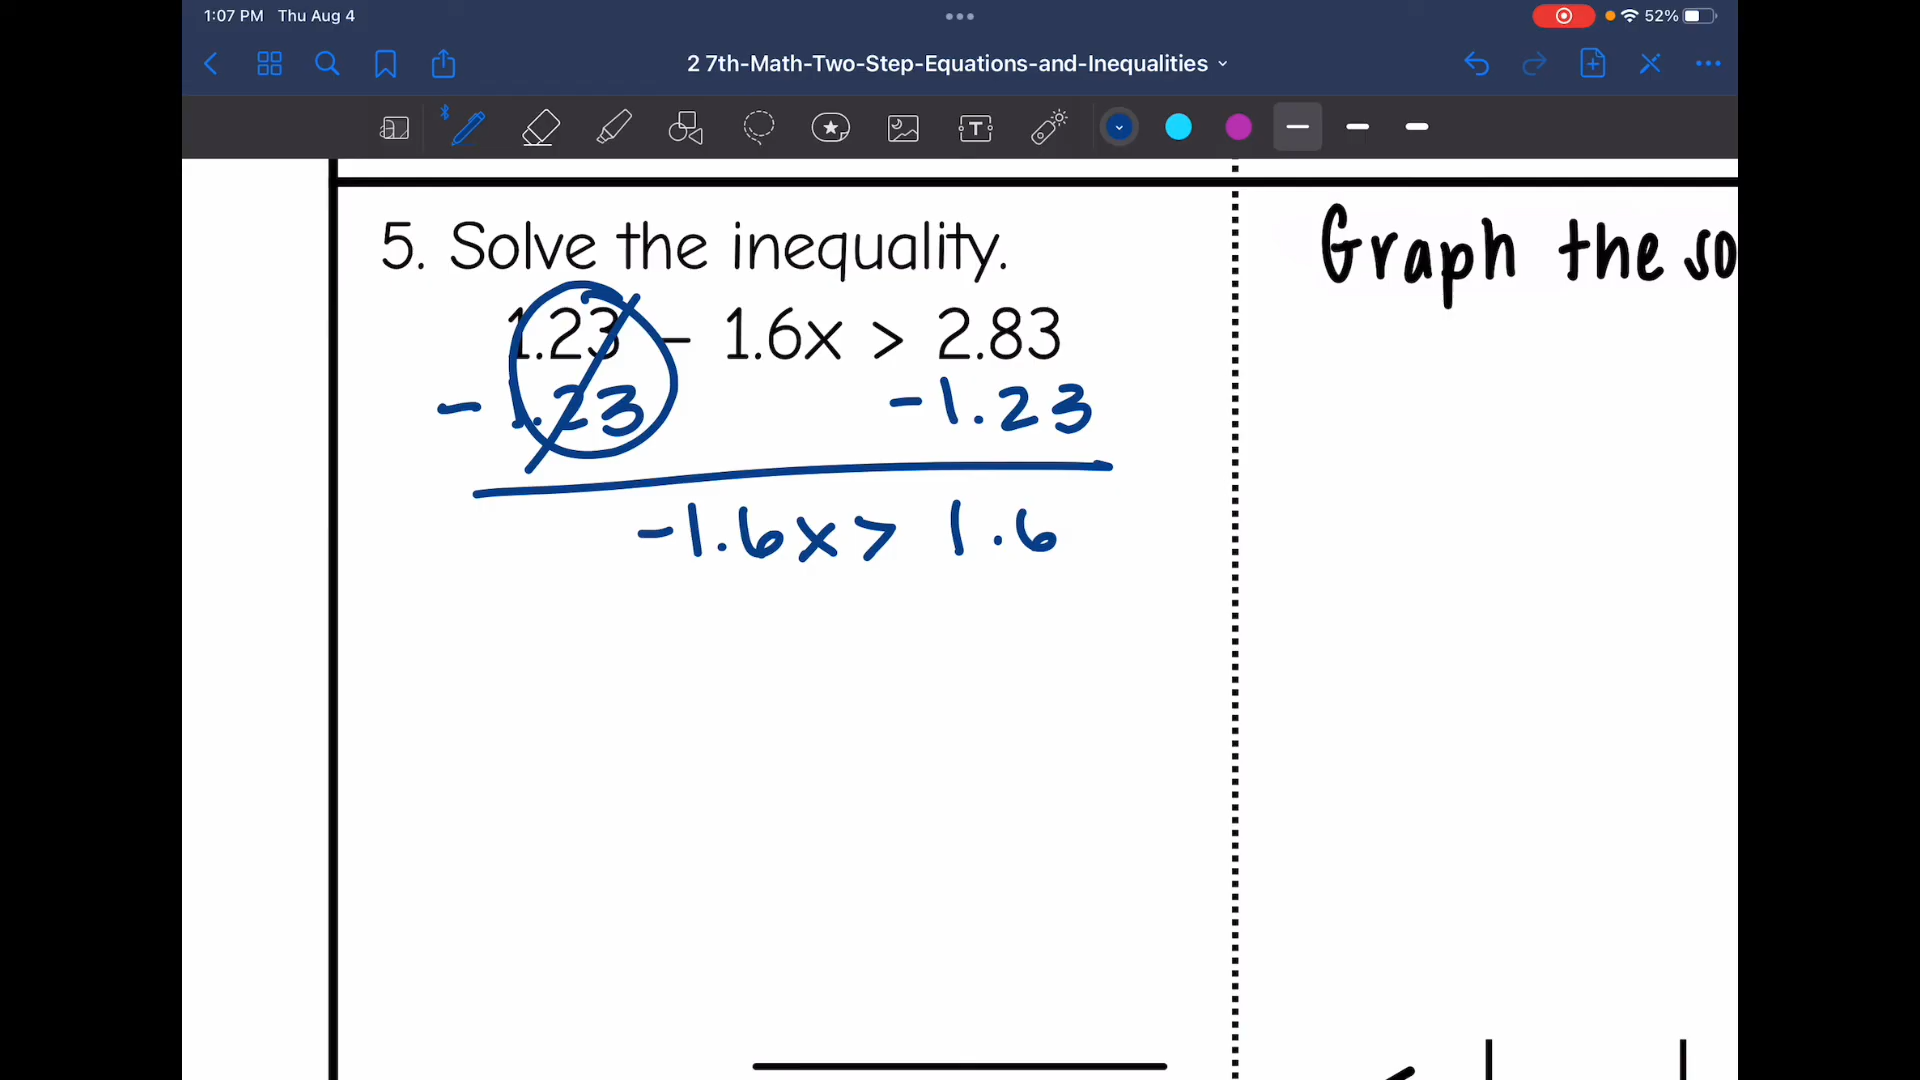 1:07 PM Thu Aug 4
52%
2 7th-Math-Two-Step-Equations-and-Inequalities
T
5. Solve the inequality.
1.23 - 1.6x > 2.83
- 1.23 -1.23
-1.6x > 1.6
Graph the so